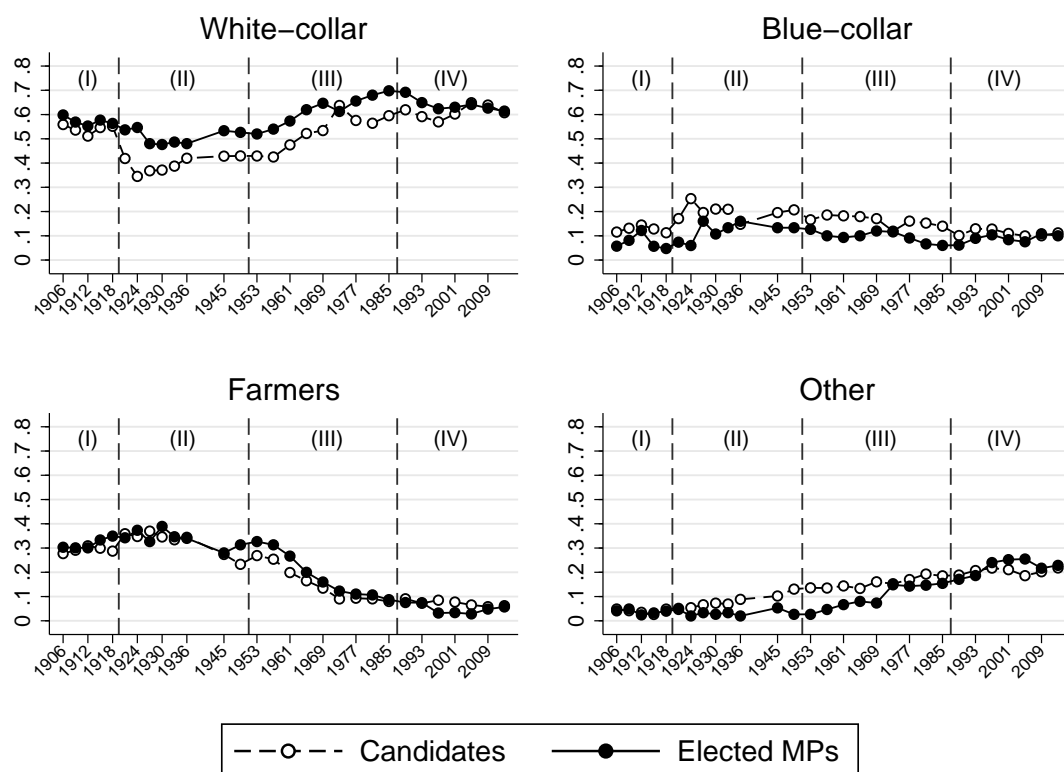 White−collar
(I) (II) (III) (IV)
0 .1 .2 .3 .4 .5 .6 .7 .8
1906 1912 1918 1924 1930 1936 1945 1953 1961 1969 1977 1985 1993 2001 2009
Blue−collar
(I) (II) (III) (IV)
0 .1 .2 .3 .4 .5 .6 .7 .8
1906 1912 1918 1924 1930 1936 1945 1953 1961 1969 1977 1985 1993 2001 2009
Farmers
(I) (II) (III) (IV)
0 .1 .2 .3 .4 .5 .6 .7 .8
1906 1912 1918 1924 1930 1936 1945 1953 1961 1969 1977 1985 1993 2001 2009
Other
(I) (II) (III) (IV)
0 .1 .2 .3 .4 .5 .6 .7 .8
1906 1912 1918 1924 1930 1936 1945 1953 1961 1969 1977 1985 1993 2001 2009
Candidates Elected MPs